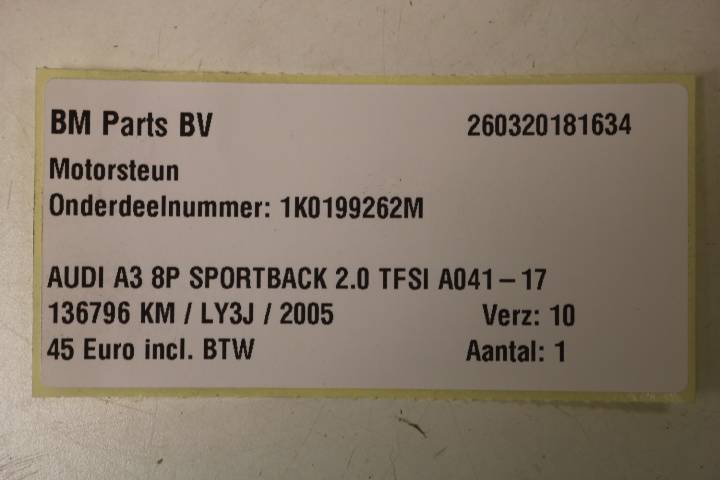 BM Parts BV 260320181634
Motorsteun
Onderdeelnummer: 1K0199262M
AUDI A3 8P SPORTBACK 2.0 TFSI A041-17
136796 KM / LY3J / 2005 Verz: 10
45 Euro incl. BTW Aantal: 1